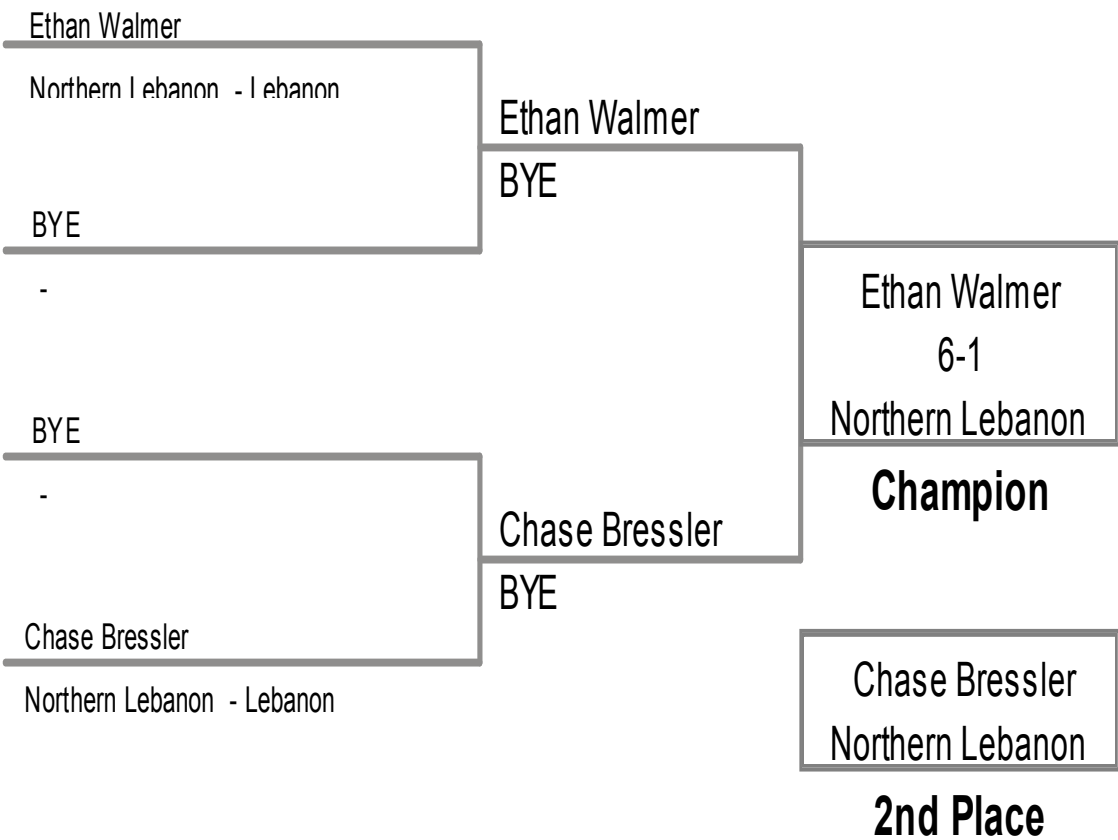 Ethan Walmer
Northern Lebanon - Lebanon
BYE
-
BYE
-
Chase Bressler
Northern Lebanon - Lebanon
Ethan Walmer
BYE
Chase Bressler
BYE
Ethan Walmer
6-1
Northern Lebanon
Champion
Chase Bressler
Northern Lebanon
2nd Place